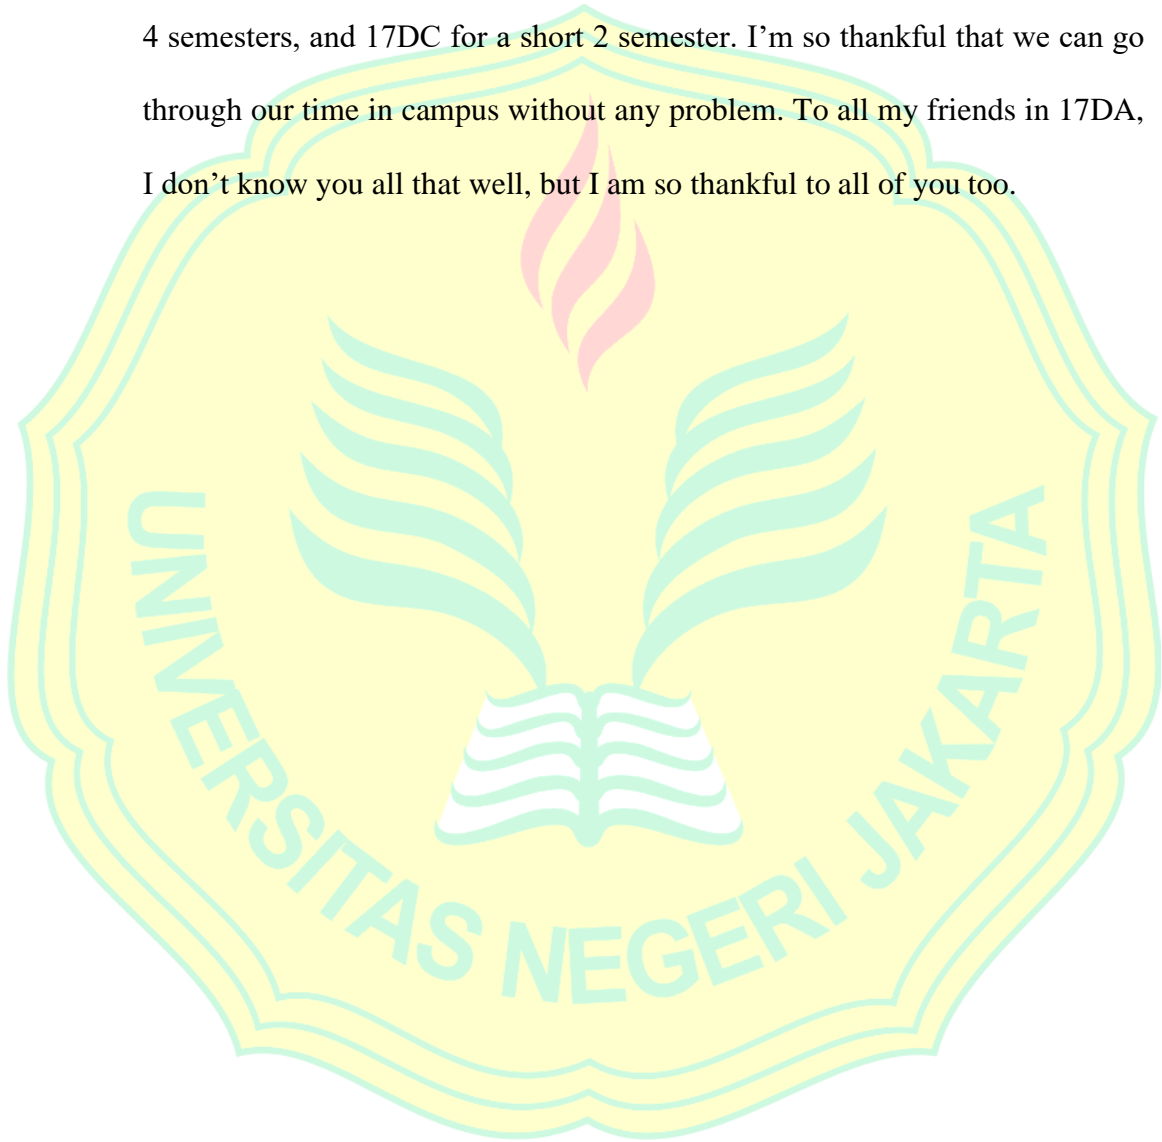 4 semesters, and 17DC for a short 2 semester. I’m so thankful that we can go
through our time in campus without any problem. To all my friends in 17DA,
I don’t know you all that well, but I am so thankful to all of you too.
UNIVERSITAS NEGERI JAKARTA